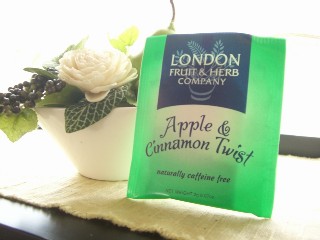 LONDON
FRUIT & HERB
COMPANY
Apple &
Cinnamon Twist
naturally caffeine free